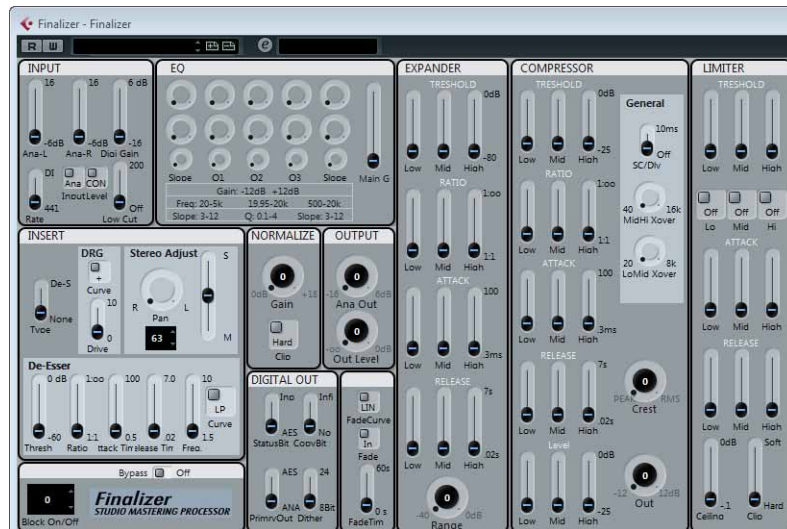 Finalizer - Finalizer
R W e
INPUT
16 16 6 dB
-6dB -6dB -16
Ana-L Ana-R Digi Gain
DI Ana CON 200
Input Level
441 Off
Rate Low Cut
EQ
Slope O1 O2 O3 Slope Main G
Gain: -12dB +12dB
Freq: 20-5k 19.95-20k 500-20k
Slope: 3-12 Q: 0.1-4 Slope: 3-12
EXPANDER
TRESHOLD
0dB
-80
Low Mid High
RATIO
1:oo
1:1
Low Mid High
ATTACK
100
.3ms
Low Mid High
RELEASE
7s
.02s
Low Mid High
0
-40 0dB
Range
COMPRESSOR
TRESHOLD
0dB
-25
Low Mid High
RATIO
1:oo
1:1
Low Mid High
ATTACK
100
.3ms
Low Mid High
RELEASE
7s
.02s
Low Mid High
Level
0dB
-25
Low Mid High
General
10ms
Off
SC/Dly
40 16k
MidHi Xover
20 8k
LoMid Xover
0
PEAK RMS
Crest
0
-12 12dB
Out
LIMITER
TRESHOLD
Low Mid High
Off Off Off
Lo Mid Hi
ATTACK
Low Mid High
RELEASE
Low Mid High
0dB Soft
-.1 Hard
Ceiling Clip
INSERT
De-S
None
Type
DRG
+
Curve
10
0
Drive
Stereo Adjust
R L
Pan
63
S
M
De-Esser
0 dB 1:oo 100 7.0 10
LP
Curve
-60 1:1 0.5 .02 1.5
Thresh Ratio ttack Tim elease Tim Freq.
NORMALIZE
0
0dB +18
Gain
Hard
Clip
OUTPUT
0
-16 6dB
Ana Out
0
-oo 0dB
Out Level
DIGITAL OUT
Inp Infi
AES No
StatusBit CopyBit
AES 24
ANA 8Bit
PrimryOut Dither
LIN
FadeCurve
In
Fade
60s
0 s
FadeTim
Bypass Off
0
Block On/Off
Finalizer
STUDIO MASTERING PROCESSOR